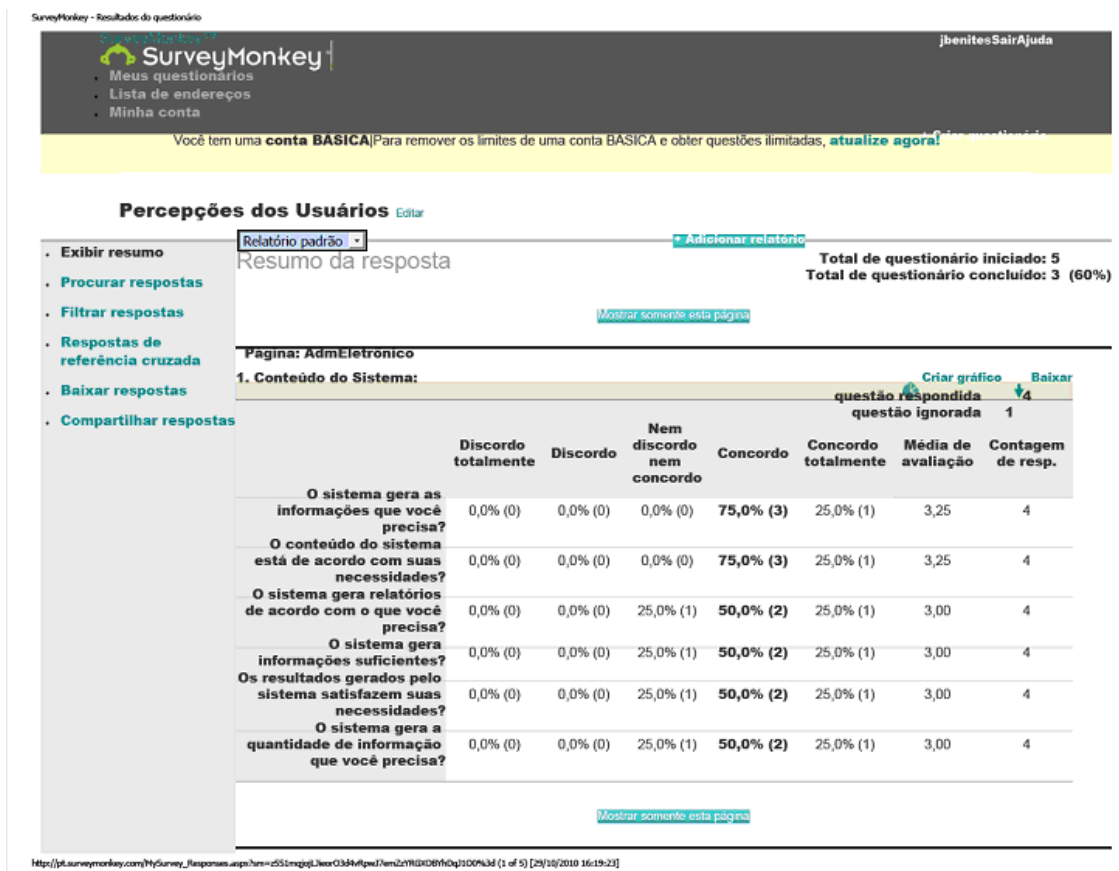 SurveyMonkey - Resultados do questionário
SurveyMonkey
jbenitesSairAjuda
Meus questionários
Lista de endereços
Minha conta
+ Criar questionário
Você tem uma conta BÁSICA|Para remover os limites de uma conta BÁSICA e obter questões ilimitadas, atualize agora!
Percepções dos Usuários Editar
Relatório padrão
+ Adicionar relatório
Exibir resumo
Procurar respostas
Filtrar respostas
Respostas de
referência cruzada
Baixar respostas
Compartilhar respostas
Resumo da resposta
Total de questionário iniciado: 5
Total de questionário concluído: 3 (60%)
Mostrar somente esta página
Página: AdmEletrônico
1. Conteúdo do Sistema:
Criar gráfico Baixar
questão respondida 4
questão ignorada 1
Discordo totalmente Discordo Nem discordo nem concordo Concordo Concordo totalmente Média de avaliação Contagem de resp.
O sistema gera as informações que você precisa? 0,0% (0) 0,0% (0) 0,0% (0) 75,0% (3) 25,0% (1) 3,25 4
O conteúdo do sistema está de acordo com suas necessidades? 0,0% (0) 0,0% (0) 0,0% (0) 75,0% (3) 25,0% (1) 3,25 4
O sistema gera relatórios de acordo com o que você precisa? 0,0% (0) 0,0% (0) 25,0% (1) 50,0% (2) 25,0% (1) 3,00 4
O sistema gera informações suficientes? 0,0% (0) 0,0% (0) 25,0% (1) 50,0% (2) 25,0% (1) 3,00 4
Os resultados gerados pelo sistema satisfazem suas necessidades? 0,0% (0) 0,0% (0) 25,0% (1) 50,0% (2) 25,0% (1) 3,00 4
O sistema gera a quantidade de informação que você precisa? 0,0% (0) 0,0% (0) 25,0% (1) 50,0% (2) 25,0% (1) 3,00 4
Mostrar somente esta página
(1 of 5) [29/10/2010 16:19:23]